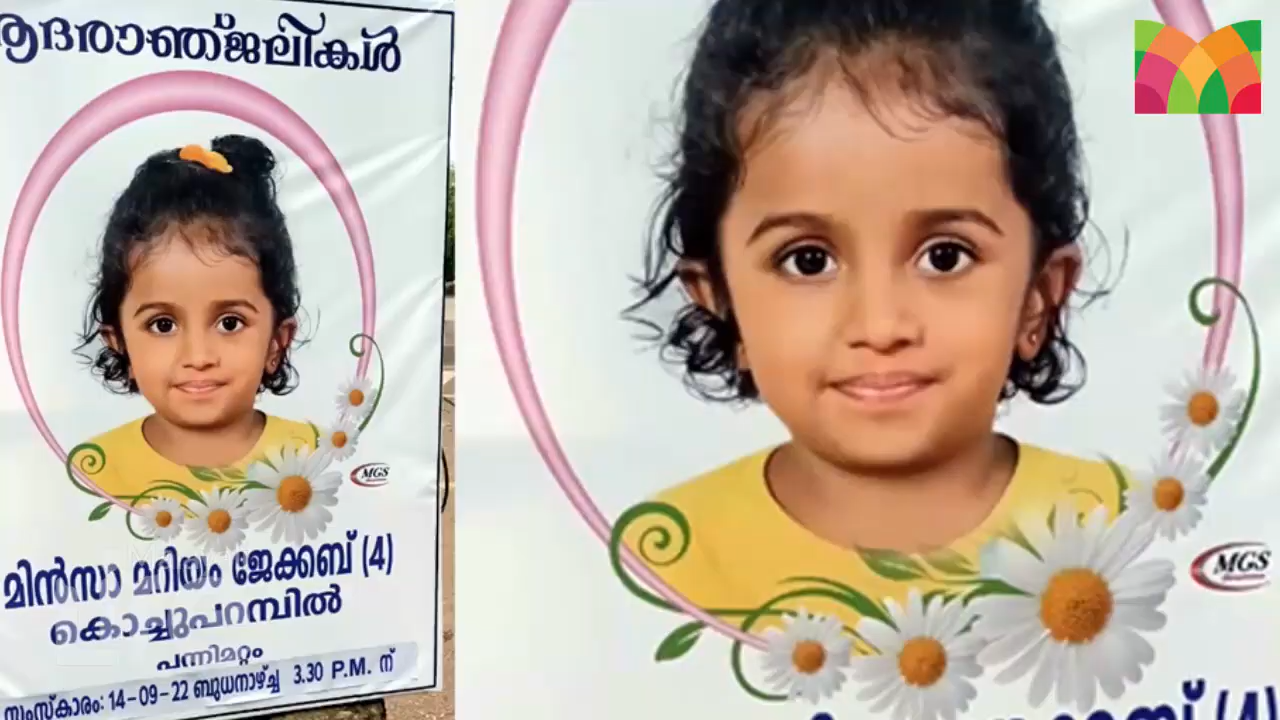 ആദരാഞ്ജലികൾ
MGS
മിൻസാ മറിയം ജേക്കബ് (4)
കൊച്ചുപറമ്പിൽ
പന്നിമറ്റം
സംസ്കാരം: 14-09-22 ബുധനാഴ്ച്ച 3.30 P.M. ന്
MGS